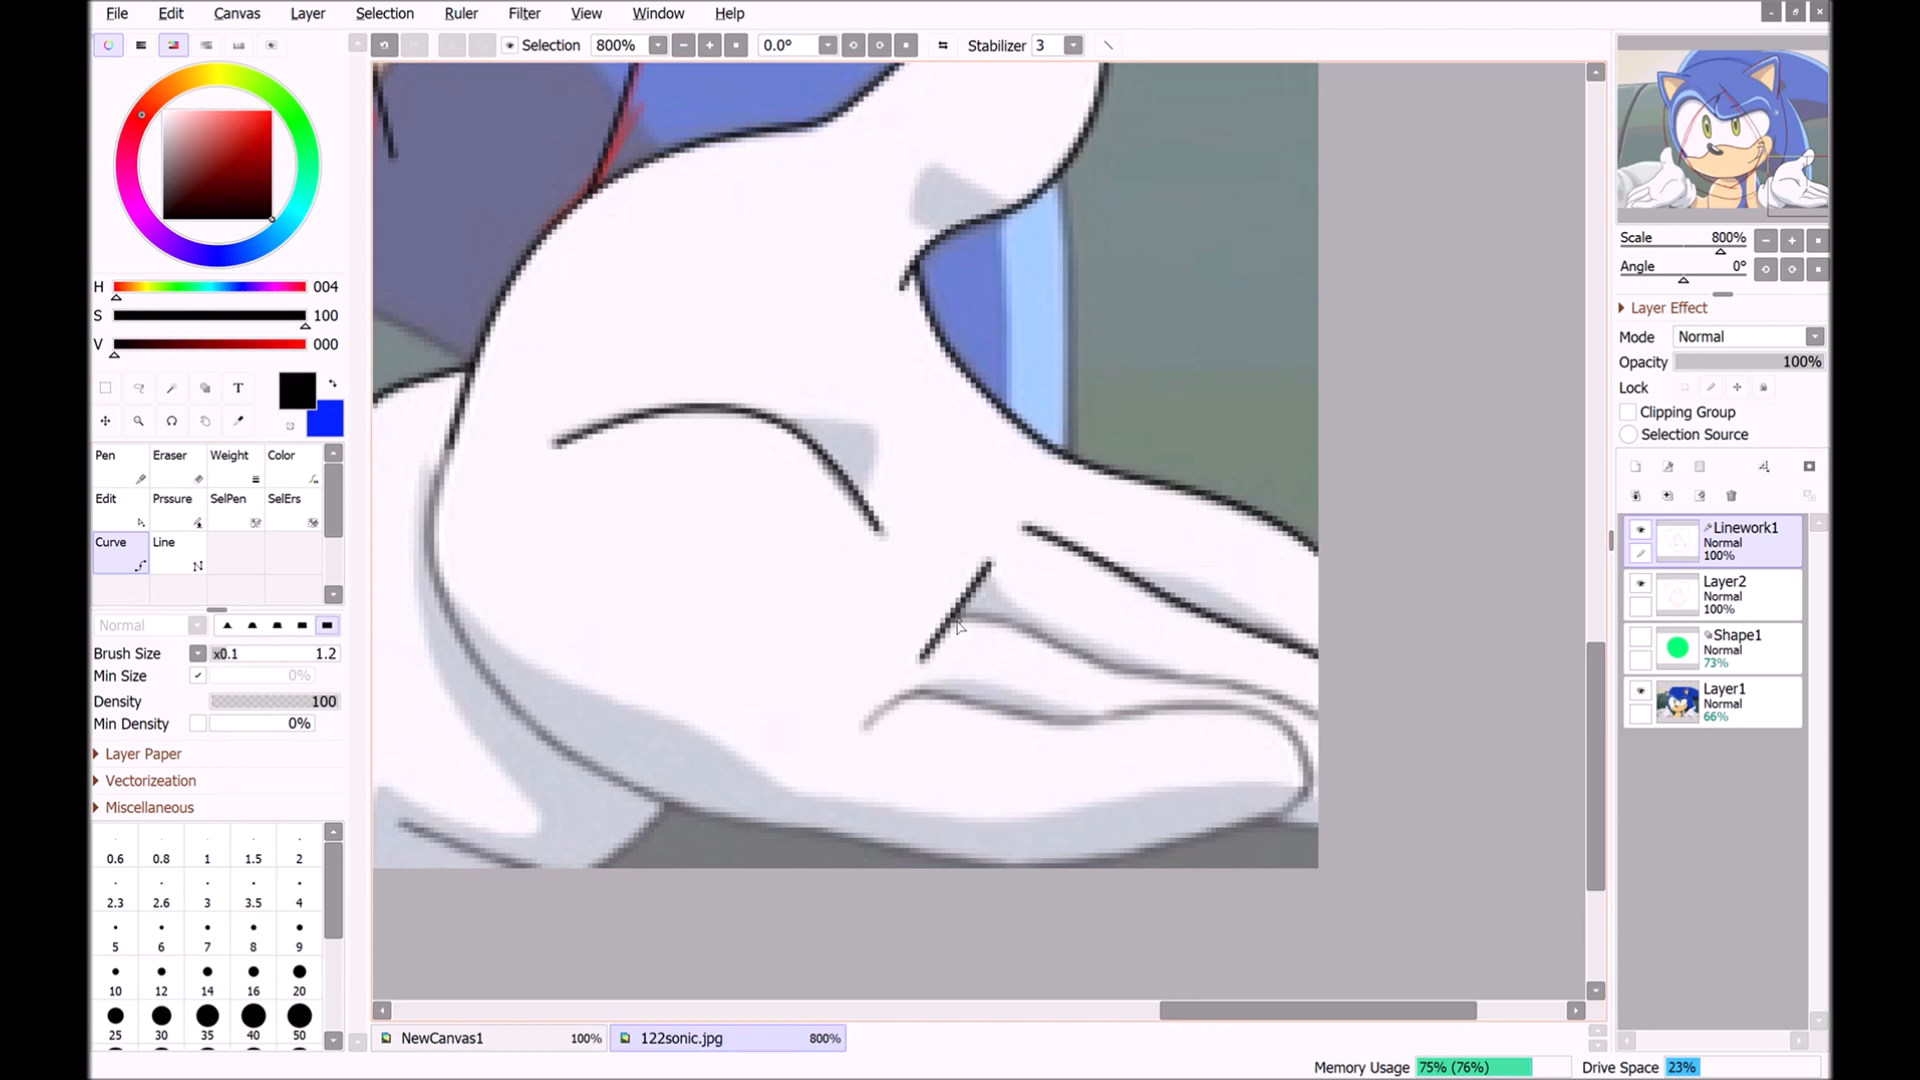 File Edit Canvas Layer Selection Ruler Filter View Window Help
Selection 800% 0.0° Stabilizer 3
H 004
S 100
V 000
T
Pen Eraser Weight Color
Edit Prssure SelPen SelErs
Curve Line
Normal
Brush Size x0.1 1.2
Min Size 0%
Density 100
Min Density 0%
Layer Paper
Vectorizeation
Miscellaneous
0.6 0.8 1 1.5 2
2.3 2.6 3 3.5 4
5 6 7 8 9
10 12 14 16 20
25 30 35 40 50
NewCanvas1 100% 122sonic.jpg 800%
Memory Usage 75% (76%) Drive Space 23%
Scale 800%
Angle 0°
Layer Effect
Mode Normal
Opacity 100%
Lock
Clipping Group
Selection Source
Linework1
Normal
100%
Layer2
Normal
100%
Shape1
Normal
73%
Layer1
Normal
66%